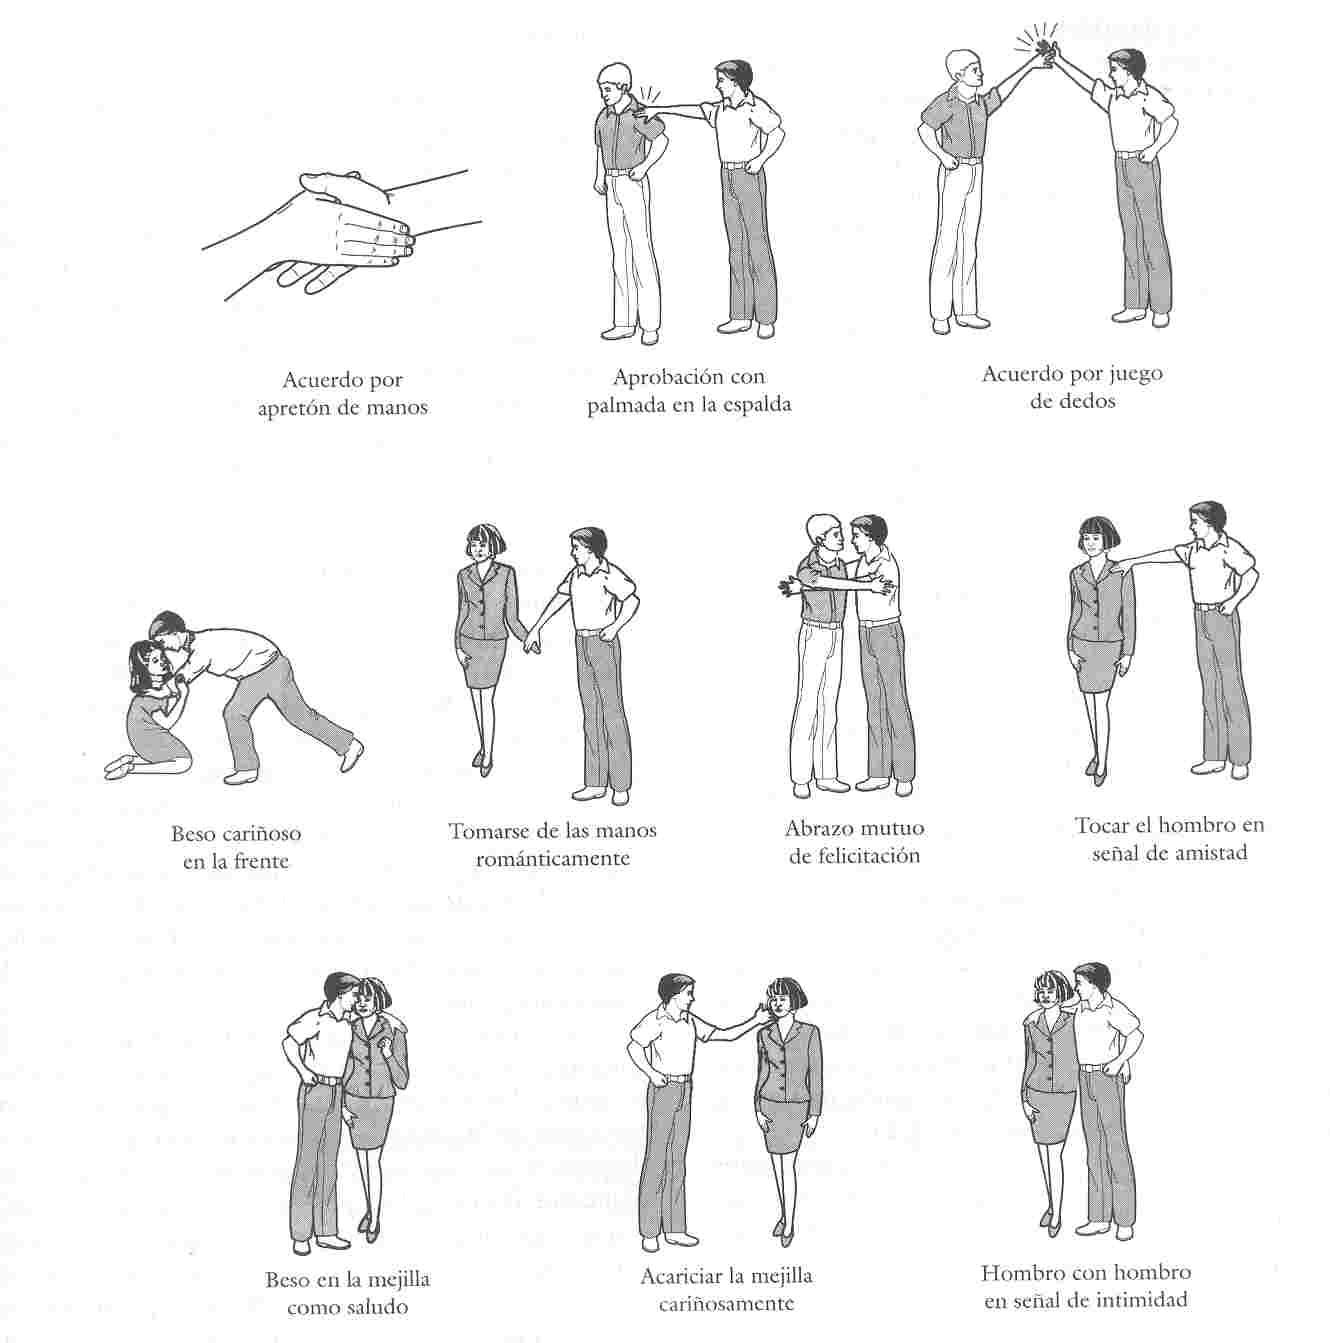 Acuerdo por
apretón de manos
Aprobación con
palmada en la espalda
Acuerdo por juego
de dedos
Beso cariñoso
en la frente
Tomarse de las manos
románticamente
Abrazo mutuo
de felicitación
Tocar el hombro en
señal de amistad
Beso en la mejilla
como saludo
Acariciar la mejilla
cariñosamente
Hombro con hombro
en señal de intimidad